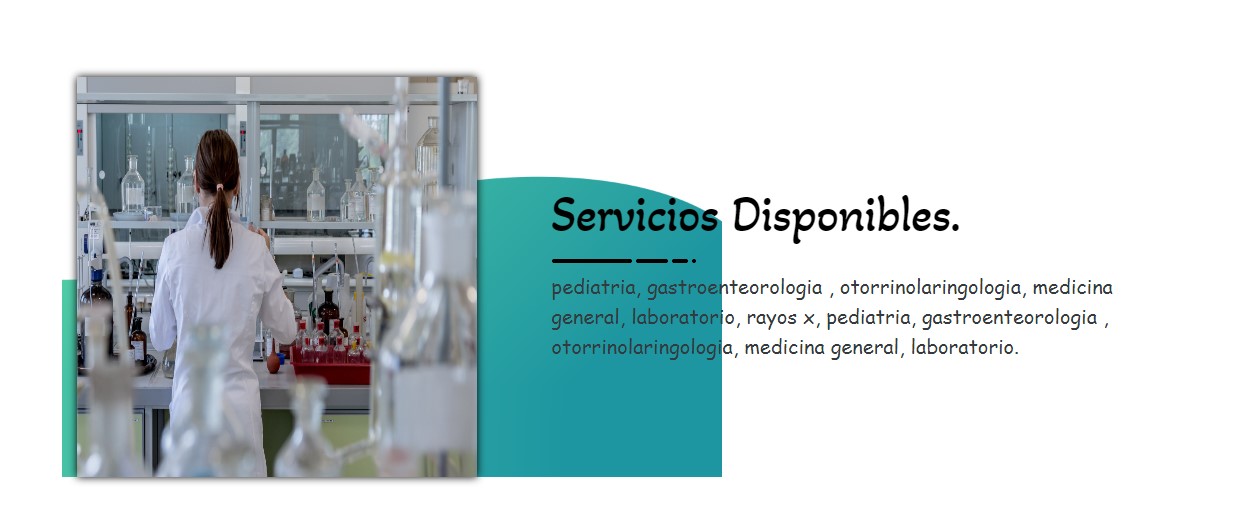 Servicios Disponibles.
pediatria, gastroenteorologia , otorrinolaringologia, medicina
general, laboratorio, rayos x, pediatria, gastroenteorologia ,
otorrinolaringologia, medicina general, laboratorio.